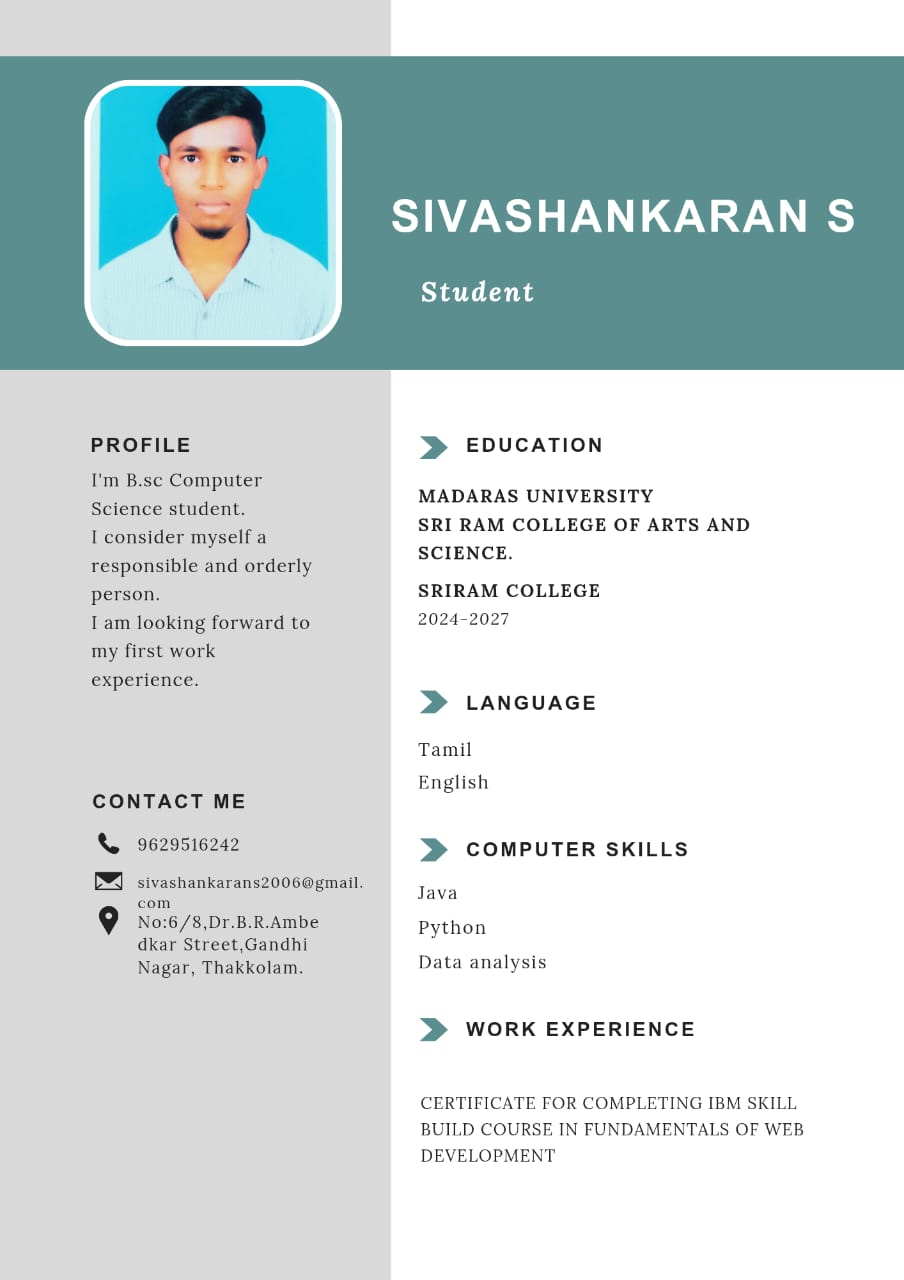 SIVASHANKARAN S
Student
PROFILE
I'm B.sc Computer
Science student.
I consider myself a
responsible and orderly
person.
I am looking forward to
my first work
experience.
CONTACT ME
9629516242
sivashankarans2006@gmail.
com
No:6/8,Dr.B.R.Ambe
dkar Street,Gandhi
Nagar, Thakkolam.
EDUCATION
MADARAS UNIVERSITY
SRI RAM COLLEGE OF ARTS AND
SCIENCE.
SRIRAM COLLEGE
2024-2027
LANGUAGE
Tamil
English
COMPUTER SKILLS
Java
Python
Data analysis
WORK EXPERIENCE
CERTIFICATE FOR COMPLETING IBM SKILL
BUILD COURSE IN FUNDAMENTALS OF WEB
DEVELOPMENT